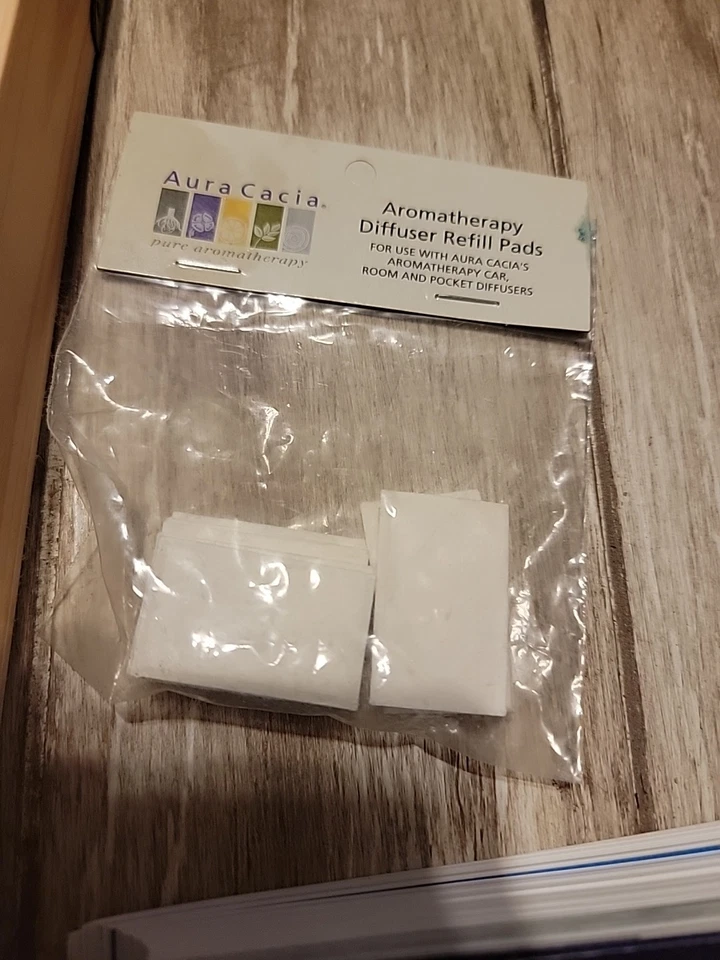 Aura Cacia®
pure aromatherapy
Aromatherapy
Diffuser Refill Pads
FOR USE WITH AURA CACIA'S
AROMATHERAPY CAR,
ROOM AND POCKET DIFFUSERS